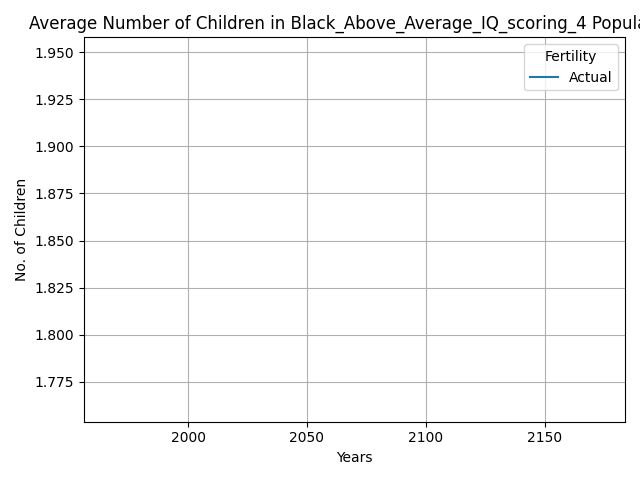 Average Number of Children in Black_Above_Average_IQ_scoring_4 Popula
Fertility
Actual
1.950
1.925
1.900
1.875
1.850
1.825
1.800
1.775
No. of Children
2000 2050 2100 2150
Years